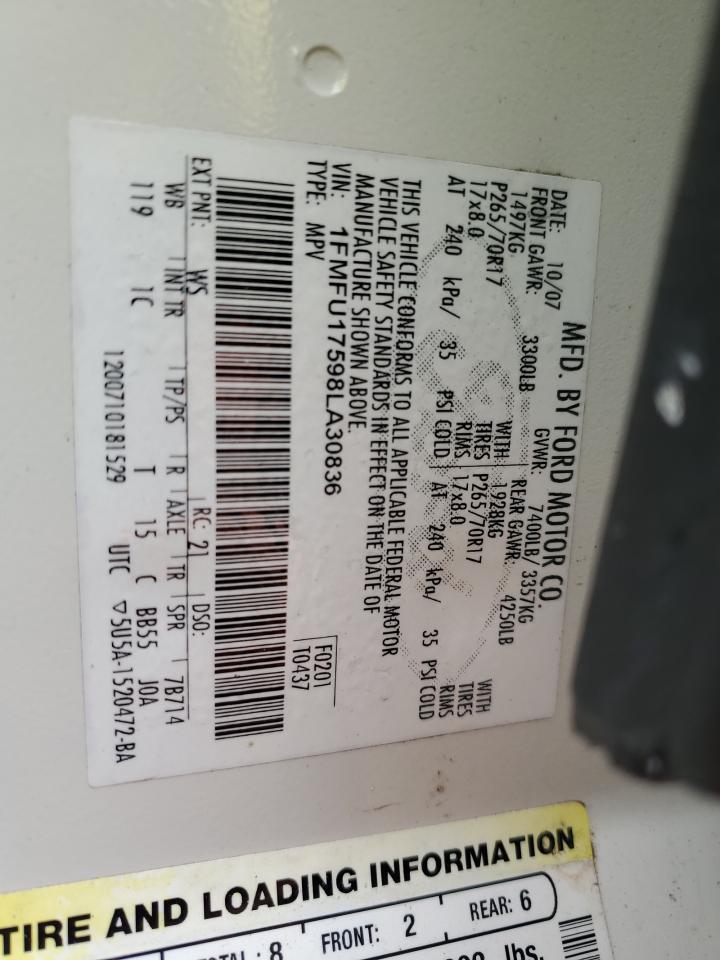 MFD. BY FORD MOTOR CO.
DATE: 10/07 GVWR: 7400LB/ 3357KG
FRONT GAWR: 3300LB REAR GAWR: 4250LB
1497KG WITH 1928KG WITH
P265/70R17 TIRES P265/70R17 TIRES
17x8.0 RIMS 17x8.0 RIMS
AT 240 kPa/ 35 PSI COLD AT 240 kPa/ 35 PSI COLD
THIS VEHICLE CONFORMS TO ALL APPLICABLE FEDERAL MOTOR
VEHICLE SAFETY STANDARDS IN EFFECT ON THE DATE OF
MANUFACTURE SHOWN ABOVE.
VIN: 1FMFU17598LA30836 F0201
TYPE: MPV T0437
EXT PNT: WS RC: 21 DSO:
WB INT TR TP/PS R AXLE TR SPR 7B714
119 1C T 15 C BB55 J0A
1200710181529 UTC ▽5U5A-1520472-BA
TIRE AND LOADING INFORMATION
: 8 FRONT: 2 REAR: 6
lbs.